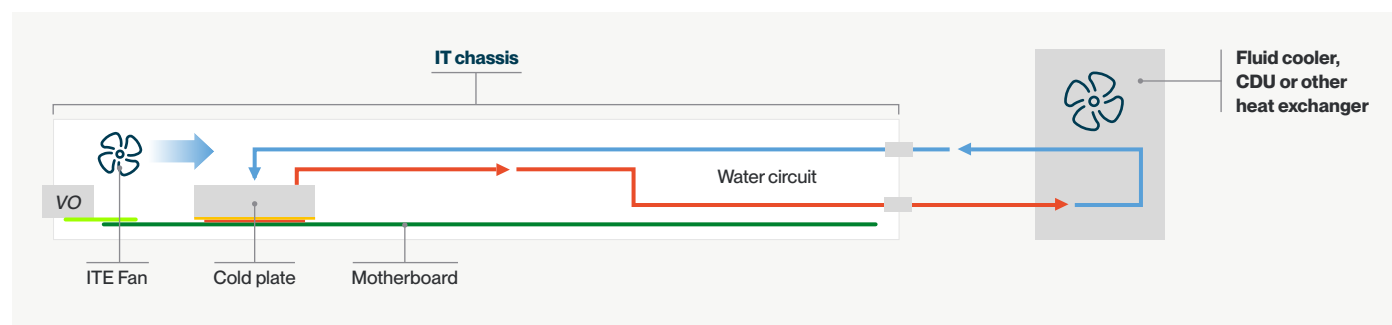 IT chassis
Fluid cooler,
CDU or other
heat exchanger
Water circuit
VO
ITE Fan
Cold plate
Motherboard